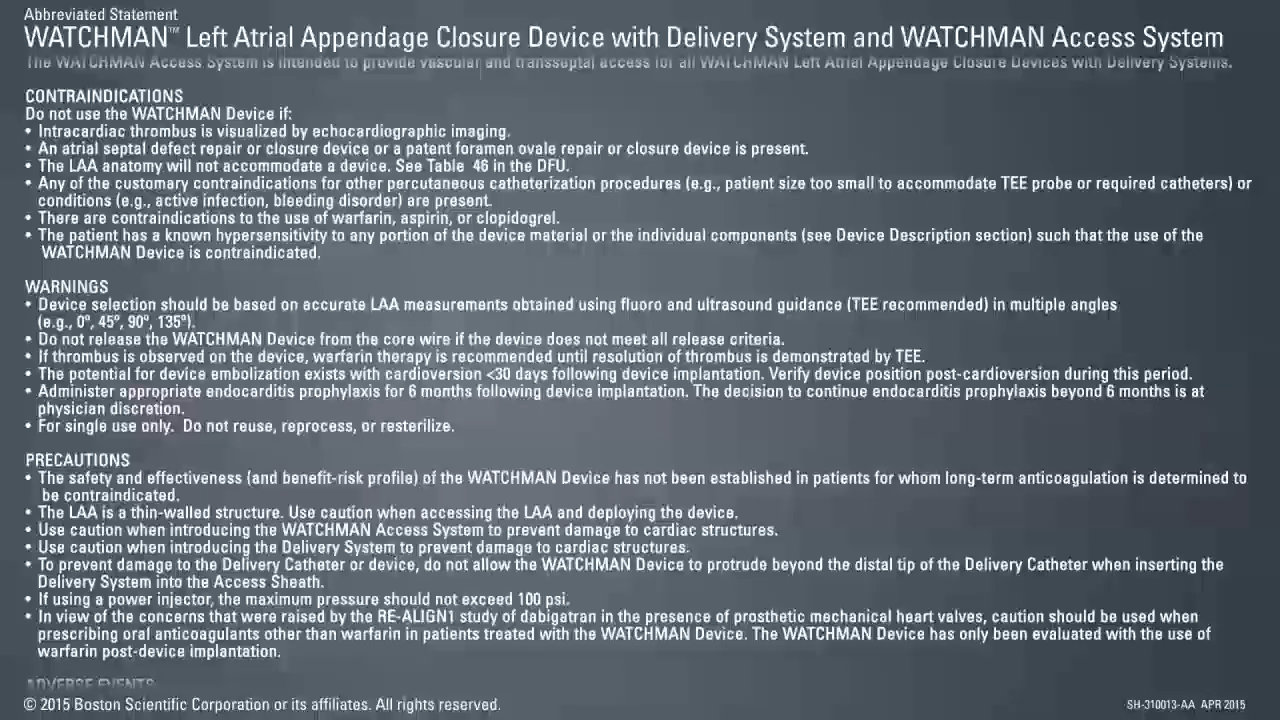 Abbreviated Statement
WATCHMAN™ Left Atrial Appendage Closure Device with Delivery System and WATCHMAN Access System
The WATCHMAN Access System is intended to provide vascular and transseptal access for all WATCHMAN Left Atrial Appendage Closure Devices with Delivery Systems.
CONTRAINDICATIONS
Do not use the WATCHMAN Device if:
• Intracardiac thrombus is visualized by echocardiographic imaging.
• An atrial septal defect repair or closure device or a patent foramen ovale repair or closure device is present.
• The LAA anatomy will not accommodate a device. See Table 46 in the DFU.
• Any of the customary contraindications for other percutaneous catheterization procedures (e.g., patient size too small to accommodate TEE probe or required catheters) or
conditions (e.g., active infection, bleeding disorder) are present.
• There are contraindications to the use of warfarin, aspirin, or clopidogrel.
• The patient has a known hypersensitivity to any portion of the device material or the individual components (see Device Description section) such that the use of the
WATCHMAN Device is contraindicated.
WARNINGS
• Device selection should be based on accurate LAA measurements obtained using fluoro and ultrasound guidance (TEE recommended) in multiple angles
(e.g., 0º, 45º, 90º, 135º).
• Do not release the WATCHMAN Device from the core wire if the device does not meet all release criteria.
• If thrombus is observed on the device, warfarin therapy is recommended until resolution of thrombus is demonstrated by TEE.
• The potential for device embolization exists with cardioversion <30 days following device implantation. Verify device position post-cardioversion during this period.
• Administer appropriate endocarditis prophylaxis for 6 months following device implantation. The decision to continue endocarditis prophylaxis beyond 6 months is at
physician discretion.
• For single use only. Do not reuse, reprocess, or resterilize.
PRECAUTIONS
• The safety and effectiveness (and benefit-risk profile) of the WATCHMAN Device has not been established in patients for whom long-term anticoagulation is determined to
be contraindicated.
• The LAA is a thin-walled structure. Use caution when accessing the LAA and deploying the device.
• Use caution when introducing the WATCHMAN Access System to prevent damage to cardiac structures.
• Use caution when introducing the Delivery System to prevent damage to cardiac structures.
• To prevent damage to the Delivery Catheter or device, do not allow the WATCHMAN Device to protrude beyond the distal tip of the Delivery Catheter when inserting the
Delivery System into the Access Sheath.
• If using a power injector, the maximum pressure should not exceed 100 psi.
• In view of the concerns that were raised by the RE-ALIGN1 study of dabigatran in the presence of prosthetic mechanical heart valves, caution should be used when
prescribing oral anticoagulants other than warfarin in patients treated with the WATCHMAN Device. The WATCHMAN Device has only been evaluated with the use of
warfarin post-device implantation.
ADVERSE EVENTS
© 2015 Boston Scientific Corporation or its affiliates. All rights reserved.
SH-310013-AA APR 2015